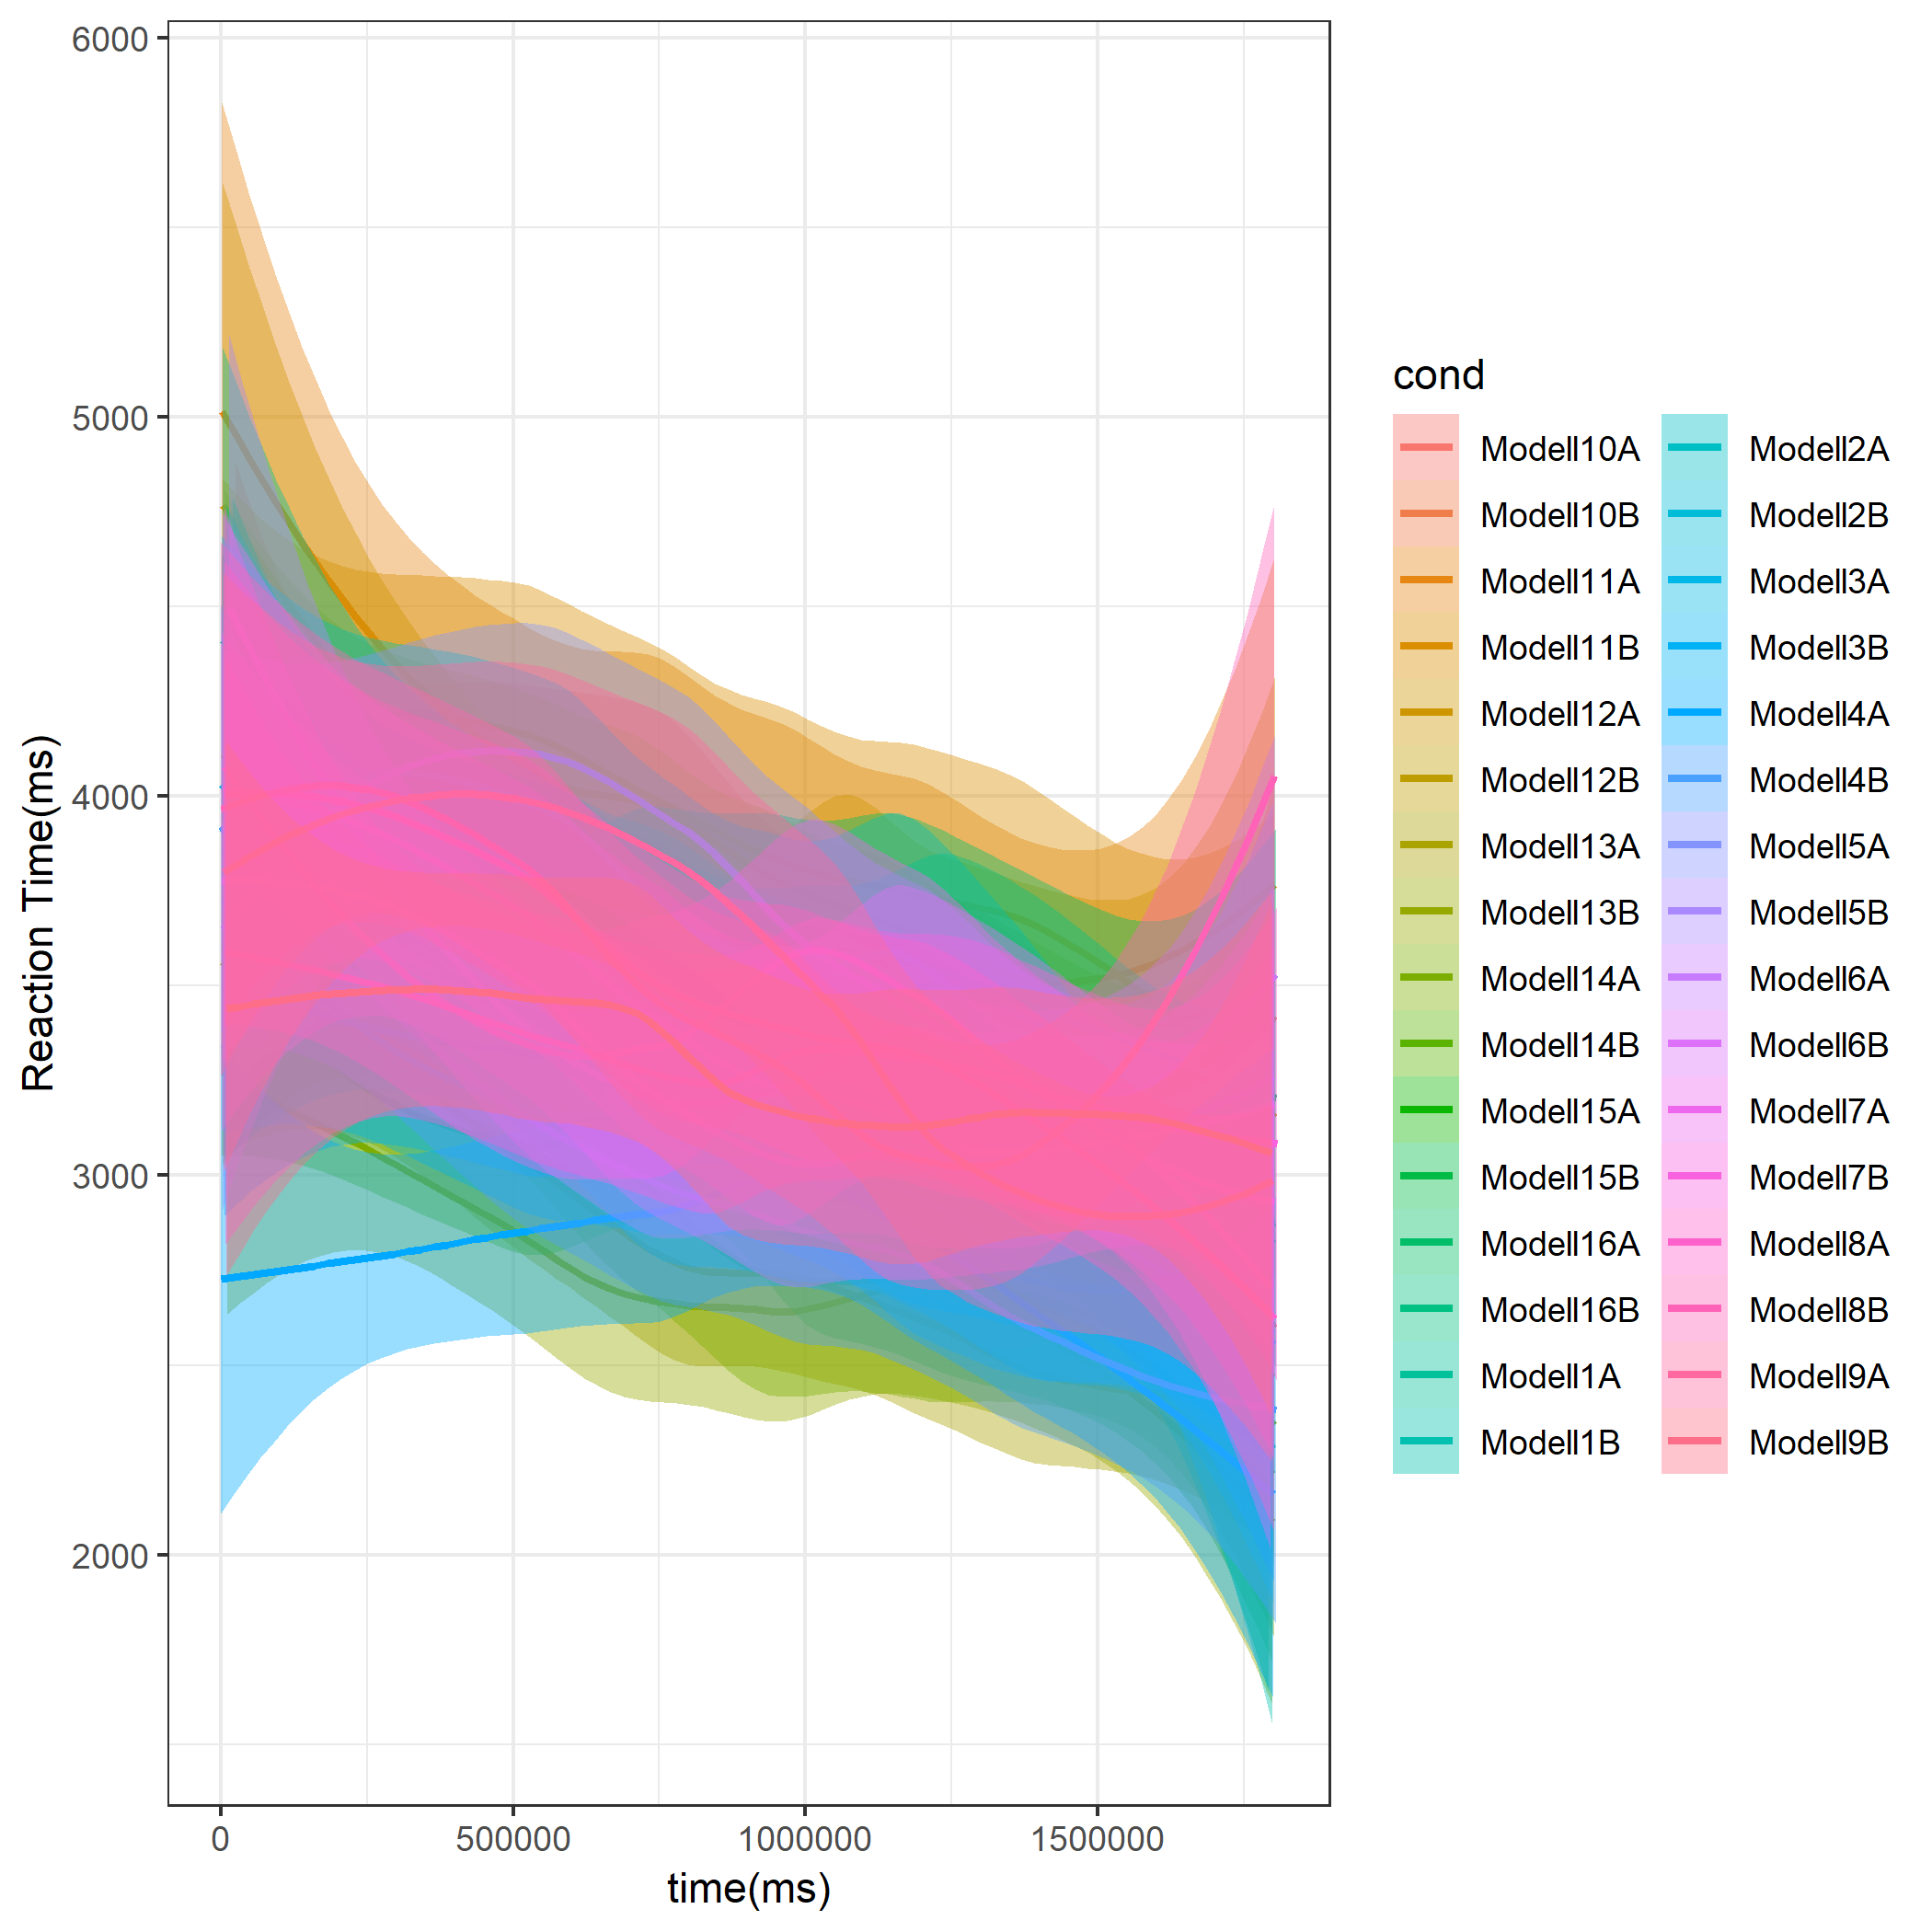 6000
5000
4000
3000
2000
Reaction Time(ms)
0 500000 1000000 1500000
time(ms)
cond
Modell10A Modell2A
Modell10B Modell2B
Modell11A Modell3A
Modell11B Modell3B
Modell12A Modell4A
Modell12B Modell4B
Modell13A Modell5A
Modell13B Modell5B
Modell14A Modell6A
Modell14B Modell6B
Modell15A Modell7A
Modell15B Modell7B
Modell16A Modell8A
Modell16B Modell8B
Modell1A Modell9A
Modell1B Modell9B